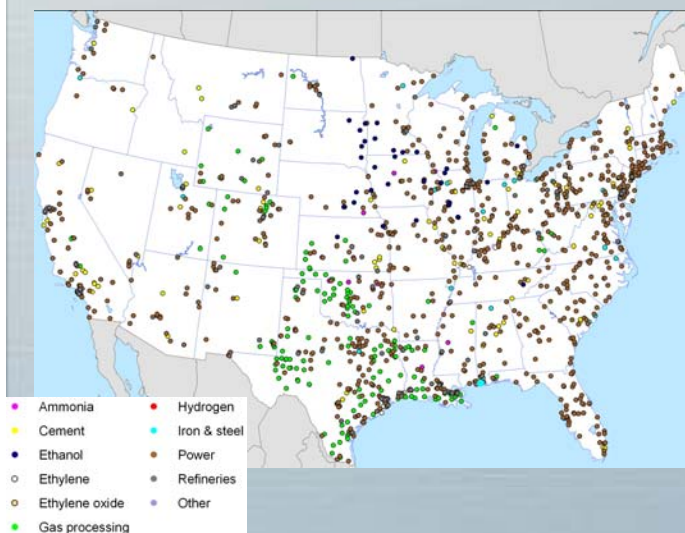 Ammonia
Cement
Ethanol
Ethylene
Ethylene oxide
Gas processing
Hydrogen
Iron & steel
Power
Refineries
Other